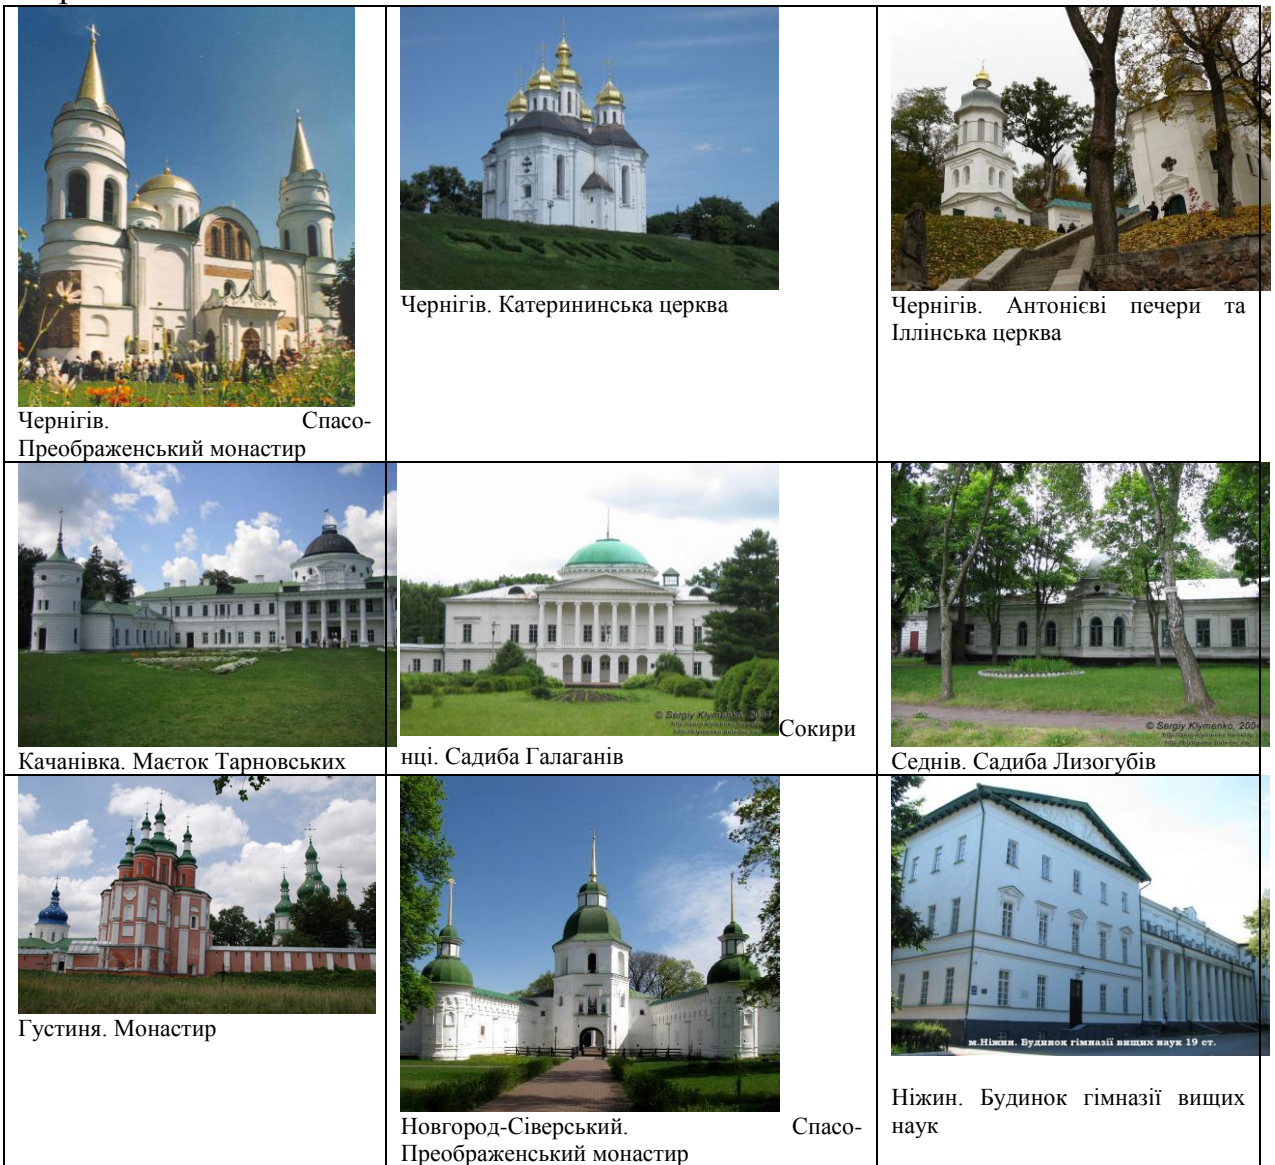 Чернігів. Спасо-
Преображенський монастир
Чернігів. Катерининська церква
Чернігів. Антонієві печери та
Іллінська церква
Качанівка. Маєток Тарновських
Сокири
нці. Садиба Галаганів
© Sergiy Klymenko, 200
Седнів. Садиба Лизогубів
© Sergiy Klymenko, 2004
Густиня. Монастир
Новгород-Сіверський. Спасо-
Преображенський монастир
м.Ніжин. Будинок гімназії вищих наук 19 ст.
Ніжин. Будинок гімназії вищих
наук